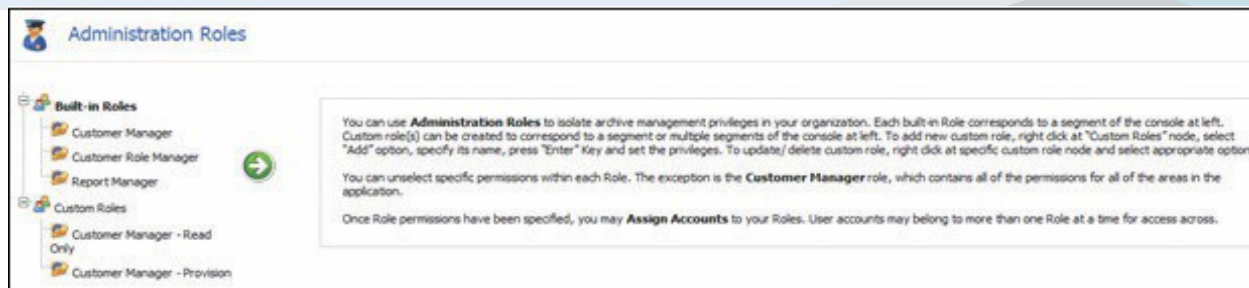 Administration Roles
Built-in Roles
Customer Manager
Customer Role Manager
Report Manager
Custom Roles
Customer Manager - Read
Only
Customer Manager - Provision
You can use Administration Roles to isolate archive management privileges in your organization. Each built-in Role corresponds to a segment of the console at left.
Custom role(s) can be created to correspond to a segment or multiple segments of the console at left. To add new custom role, right click at "Custom Roles" node, select
"Add" option, specify its name, press "Enter" Key and set the privileges. To update/ delete custom role, right click at specific custom role node and select appropriate option
You can unselect specific permissions within each Role. The exception is the Customer Manager role, which contains all of the permissions for all of the areas in the
application.
Once Role permissions have been specified, you may Assign Accounts to your Roles. User accounts may belong to more than one Role at a time for access across.